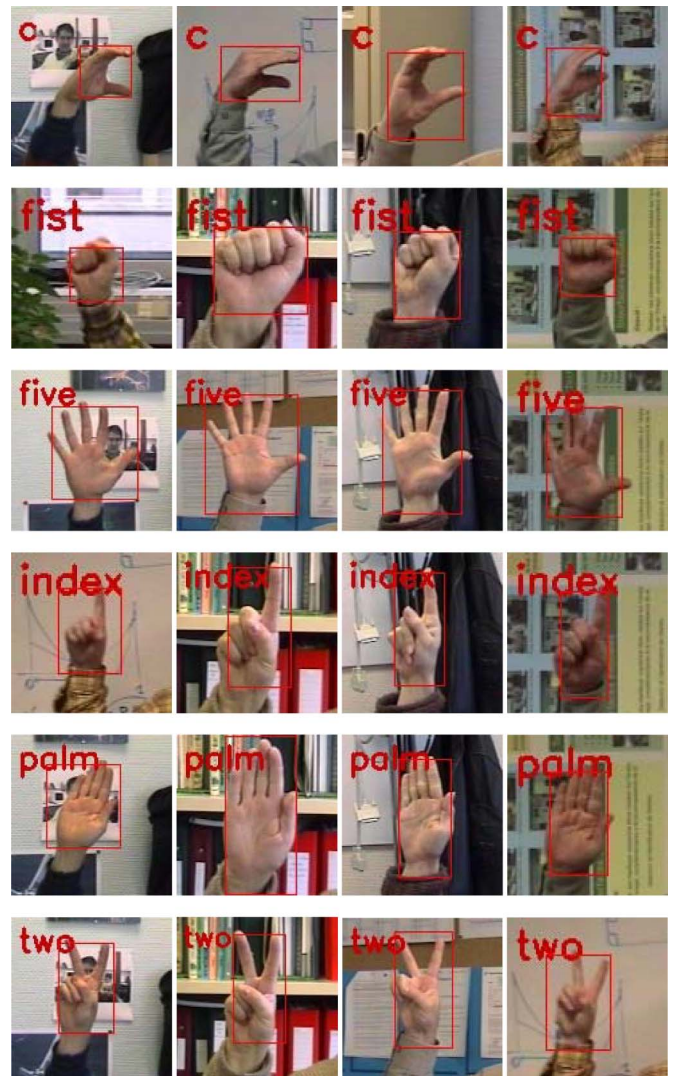 c c c c
fist fist fist fist
five five five five
index index index index
palm palm palm palm
two two two two